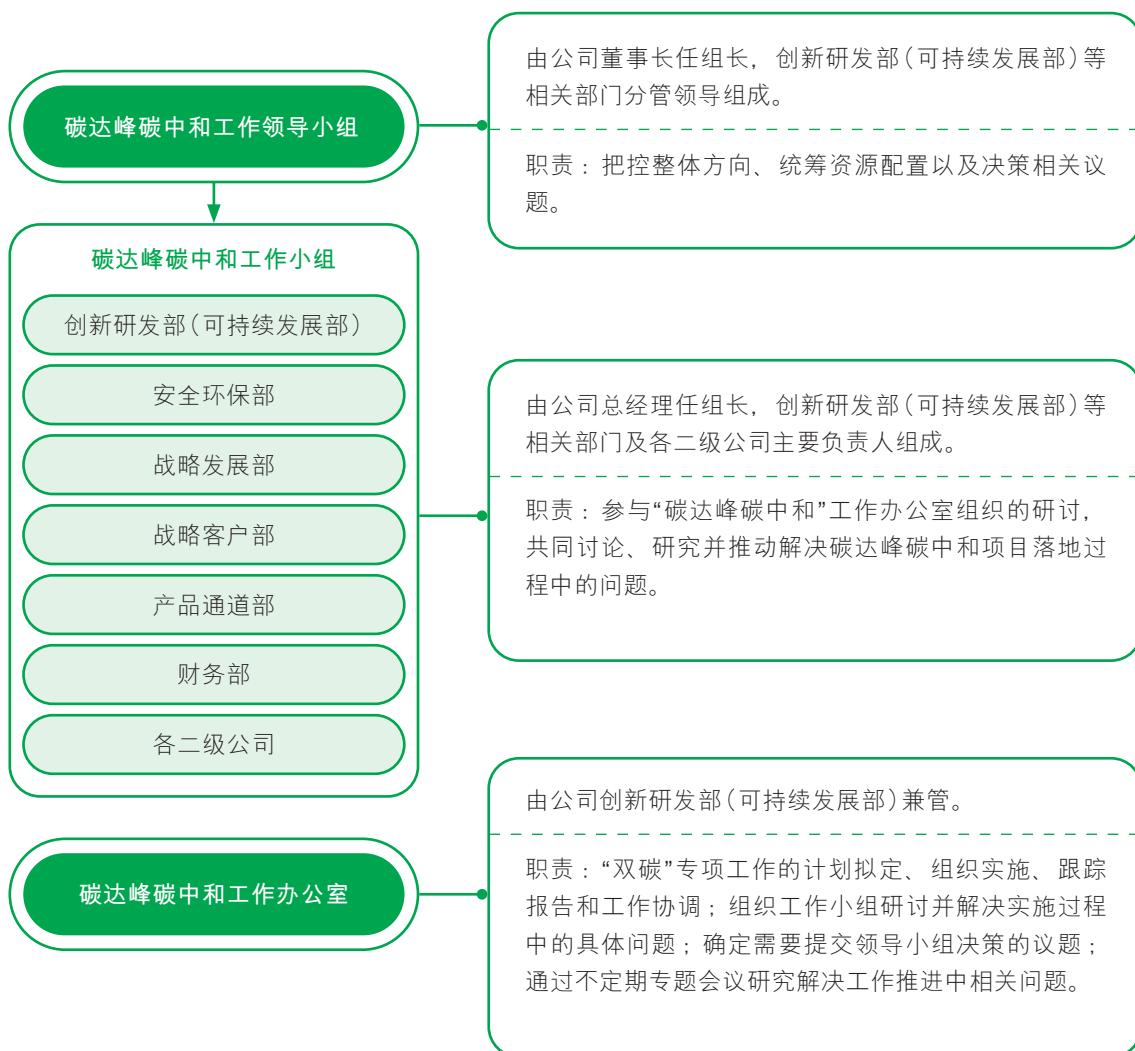 碳达峰碳中和工作领导小组
由公司董事长任组长，创新研发部（可持续发展部）等
相关部门分管领导组成。
职责：把控整体方向、统筹资源配置以及决策相关议
题。
碳达峰碳中和工作小组
创新研发部（可持续发展部）
安全环保部
战略发展部
战略客户部
产品通道部
财务部
各二级公司
由公司总经理任组长，创新研发部（可持续发展部）等
相关部门及各二级公司主要负责人组成。
职责：参与“碳达峰碳中和”工作办公室组织的研讨，
共同讨论、研究并推动解决碳达峰碳中和项目落地过
程中的问题。
碳达峰碳中和工作办公室
由公司创新研发部（可持续发展部）兼管。
职责：“双碳”专项工作的计划拟定、组织实施、跟踪
报告和工作协调；组织工作小组研讨并解决实施过程
中的具体问题；确定需要提交领导小组决策的议题；
通过不定期专题会议研究解决工作推进中相关问题。